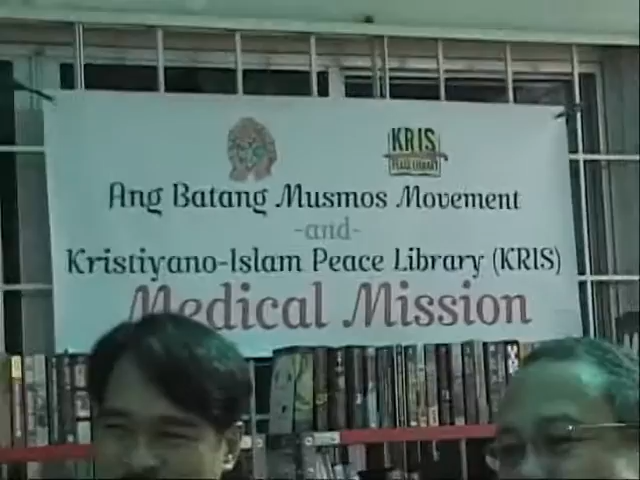 KRIS
PEACE LIBRARY
Ang Batang Musmos Movement
-and-
Kristiyano-Islam Peace Library (KRIS)
Medical Mission